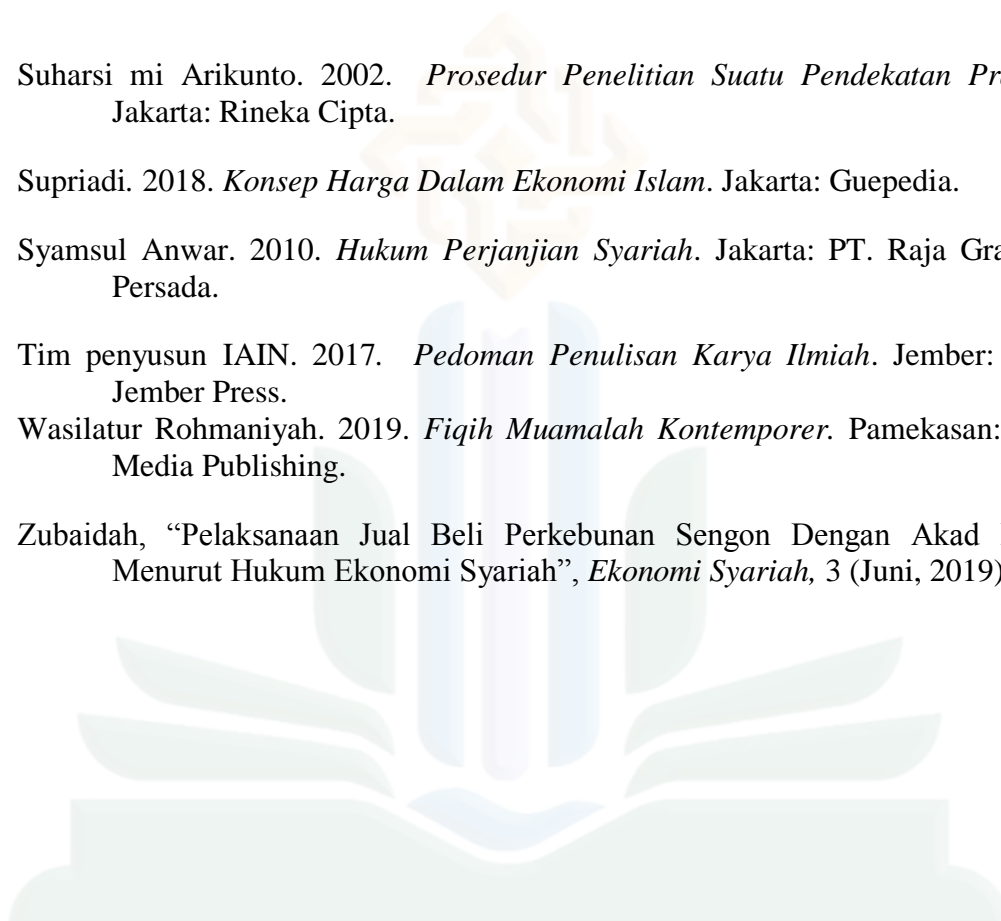 Suharsi mi Arikunto. 2002. Prosedur Penelitian Suatu Pendekatan
Jakarta: Rineka Cipta.
Supriadi. 2018. Konsep Harga Dalam Ekonomi Islam. Jakarta: Guepedia.
Syamsul Anwar. 2010. Hukum Perjanjian Syariah. Jakarta: PT. Raja
Persada.
Tim penyusun IAIN. 2017. Pedoman Penulisan Karya Ilmiah. Jember:
Jember Press.
Wasilatur Rohmaniyah. 2019. Fiqih Muamalah Kontemporer. Pamekasan:
Media Publishing.
Zubaidah, “Pelaksanaan Jual Beli Perkebunan Sengon Dengan Akad
Menurut Hukum Ekonomi Syariah”, Ekonomi Syariah, 3 (Juni, 2019)